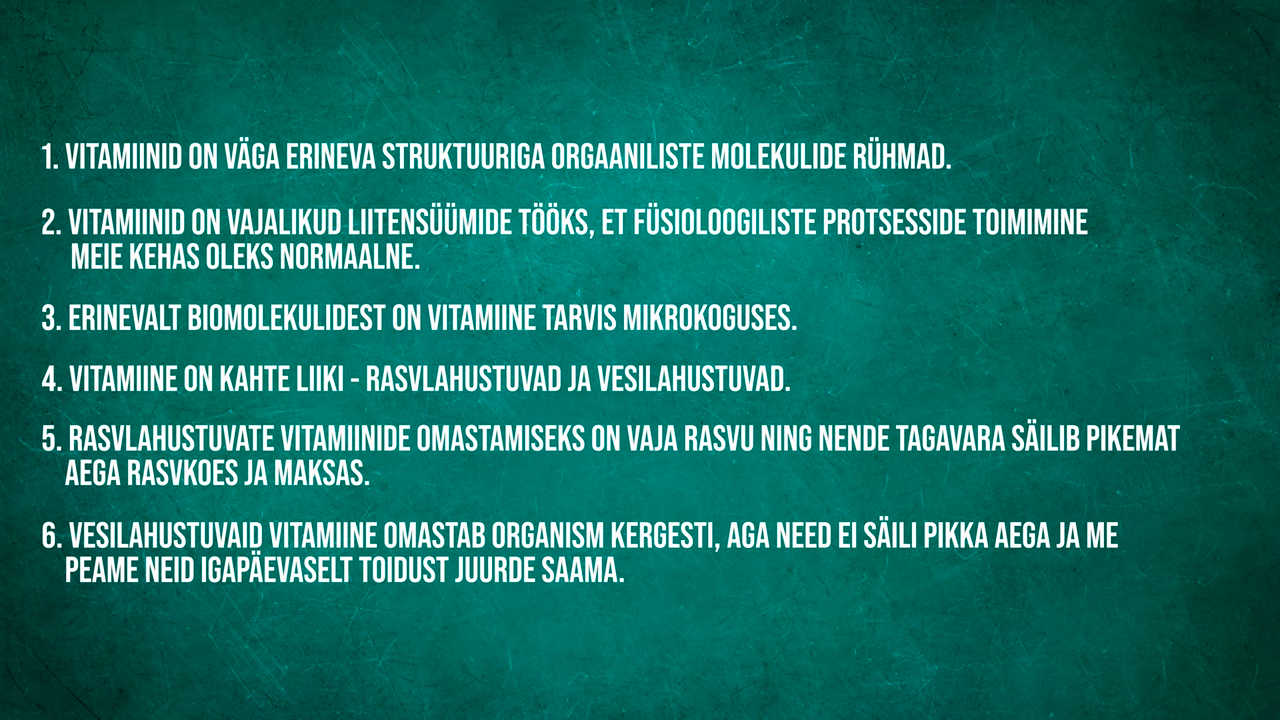 1. VITAMIINID ON VÄGA ERINEVA STRUKTUURIGA ORGAANILISTE MOLEKULIDE RÜHMAD.
2. VITAMIINID ON VAJALIKUD LIITENSÜÜMIDE TÖÖKS, ET FÜSIOLOOGILISTE PROTSESSIDE TOIMIMINE
MEIE KEHAS OLEKS NORMAALNE.
3. ERINEVALT BIOMOLEKULIDEST ON VITAMIINE TARVIS MIKROKOGUSES.
4. VITAMIINE ON KAHTE LIIKI - RASVLAHUSTUVAD JA VESILAHUSTUVAD.
5. RASVLAHUSTUVATE VITAMIINIDE OMASTAMISEKS ON VAJA RASVU NING NENDE TAGAVARA SÄILIB PIKEMAT
AEGA RASVKOES JA MAKSAS.
6. VESILAHUSTUVAID VITAMIINE OMASTAB ORGANISM KERGESTI, AGA NEED EI SÄILI PIKKA AEGA JA ME
PEAME NEID IGAPÄEVASELT TOIDUST JUURDE SAAMA.